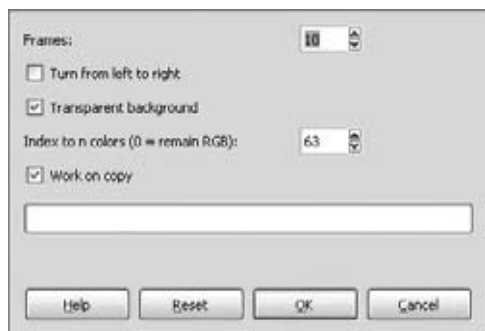 Frames: 10
Turn from left to right
Transparent background
Index to n colors (0 = remain RGB): 63
Work on copy
Help Reset OK Cancel